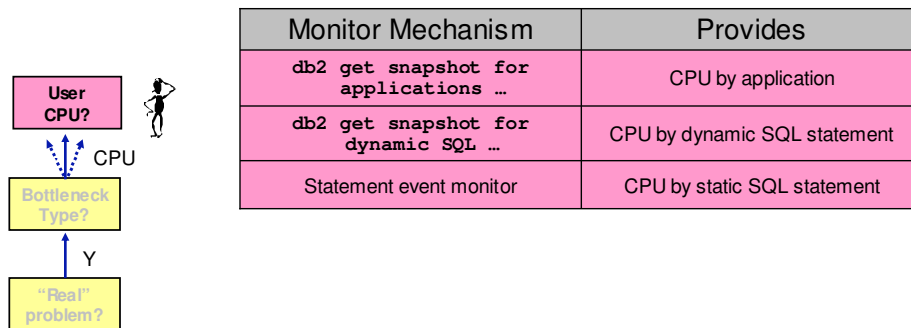 Monitor Mechanism
Provides
db2 get snapshot for
applications …
CPU by application
db2 get snapshot for
dynamic SQL …
CPU by dynamic SQL statement
Statement event monitor
CPU by static SQL statement
User
CPU?
CPU
Bottleneck
Type?
Y
“Real”
problem?